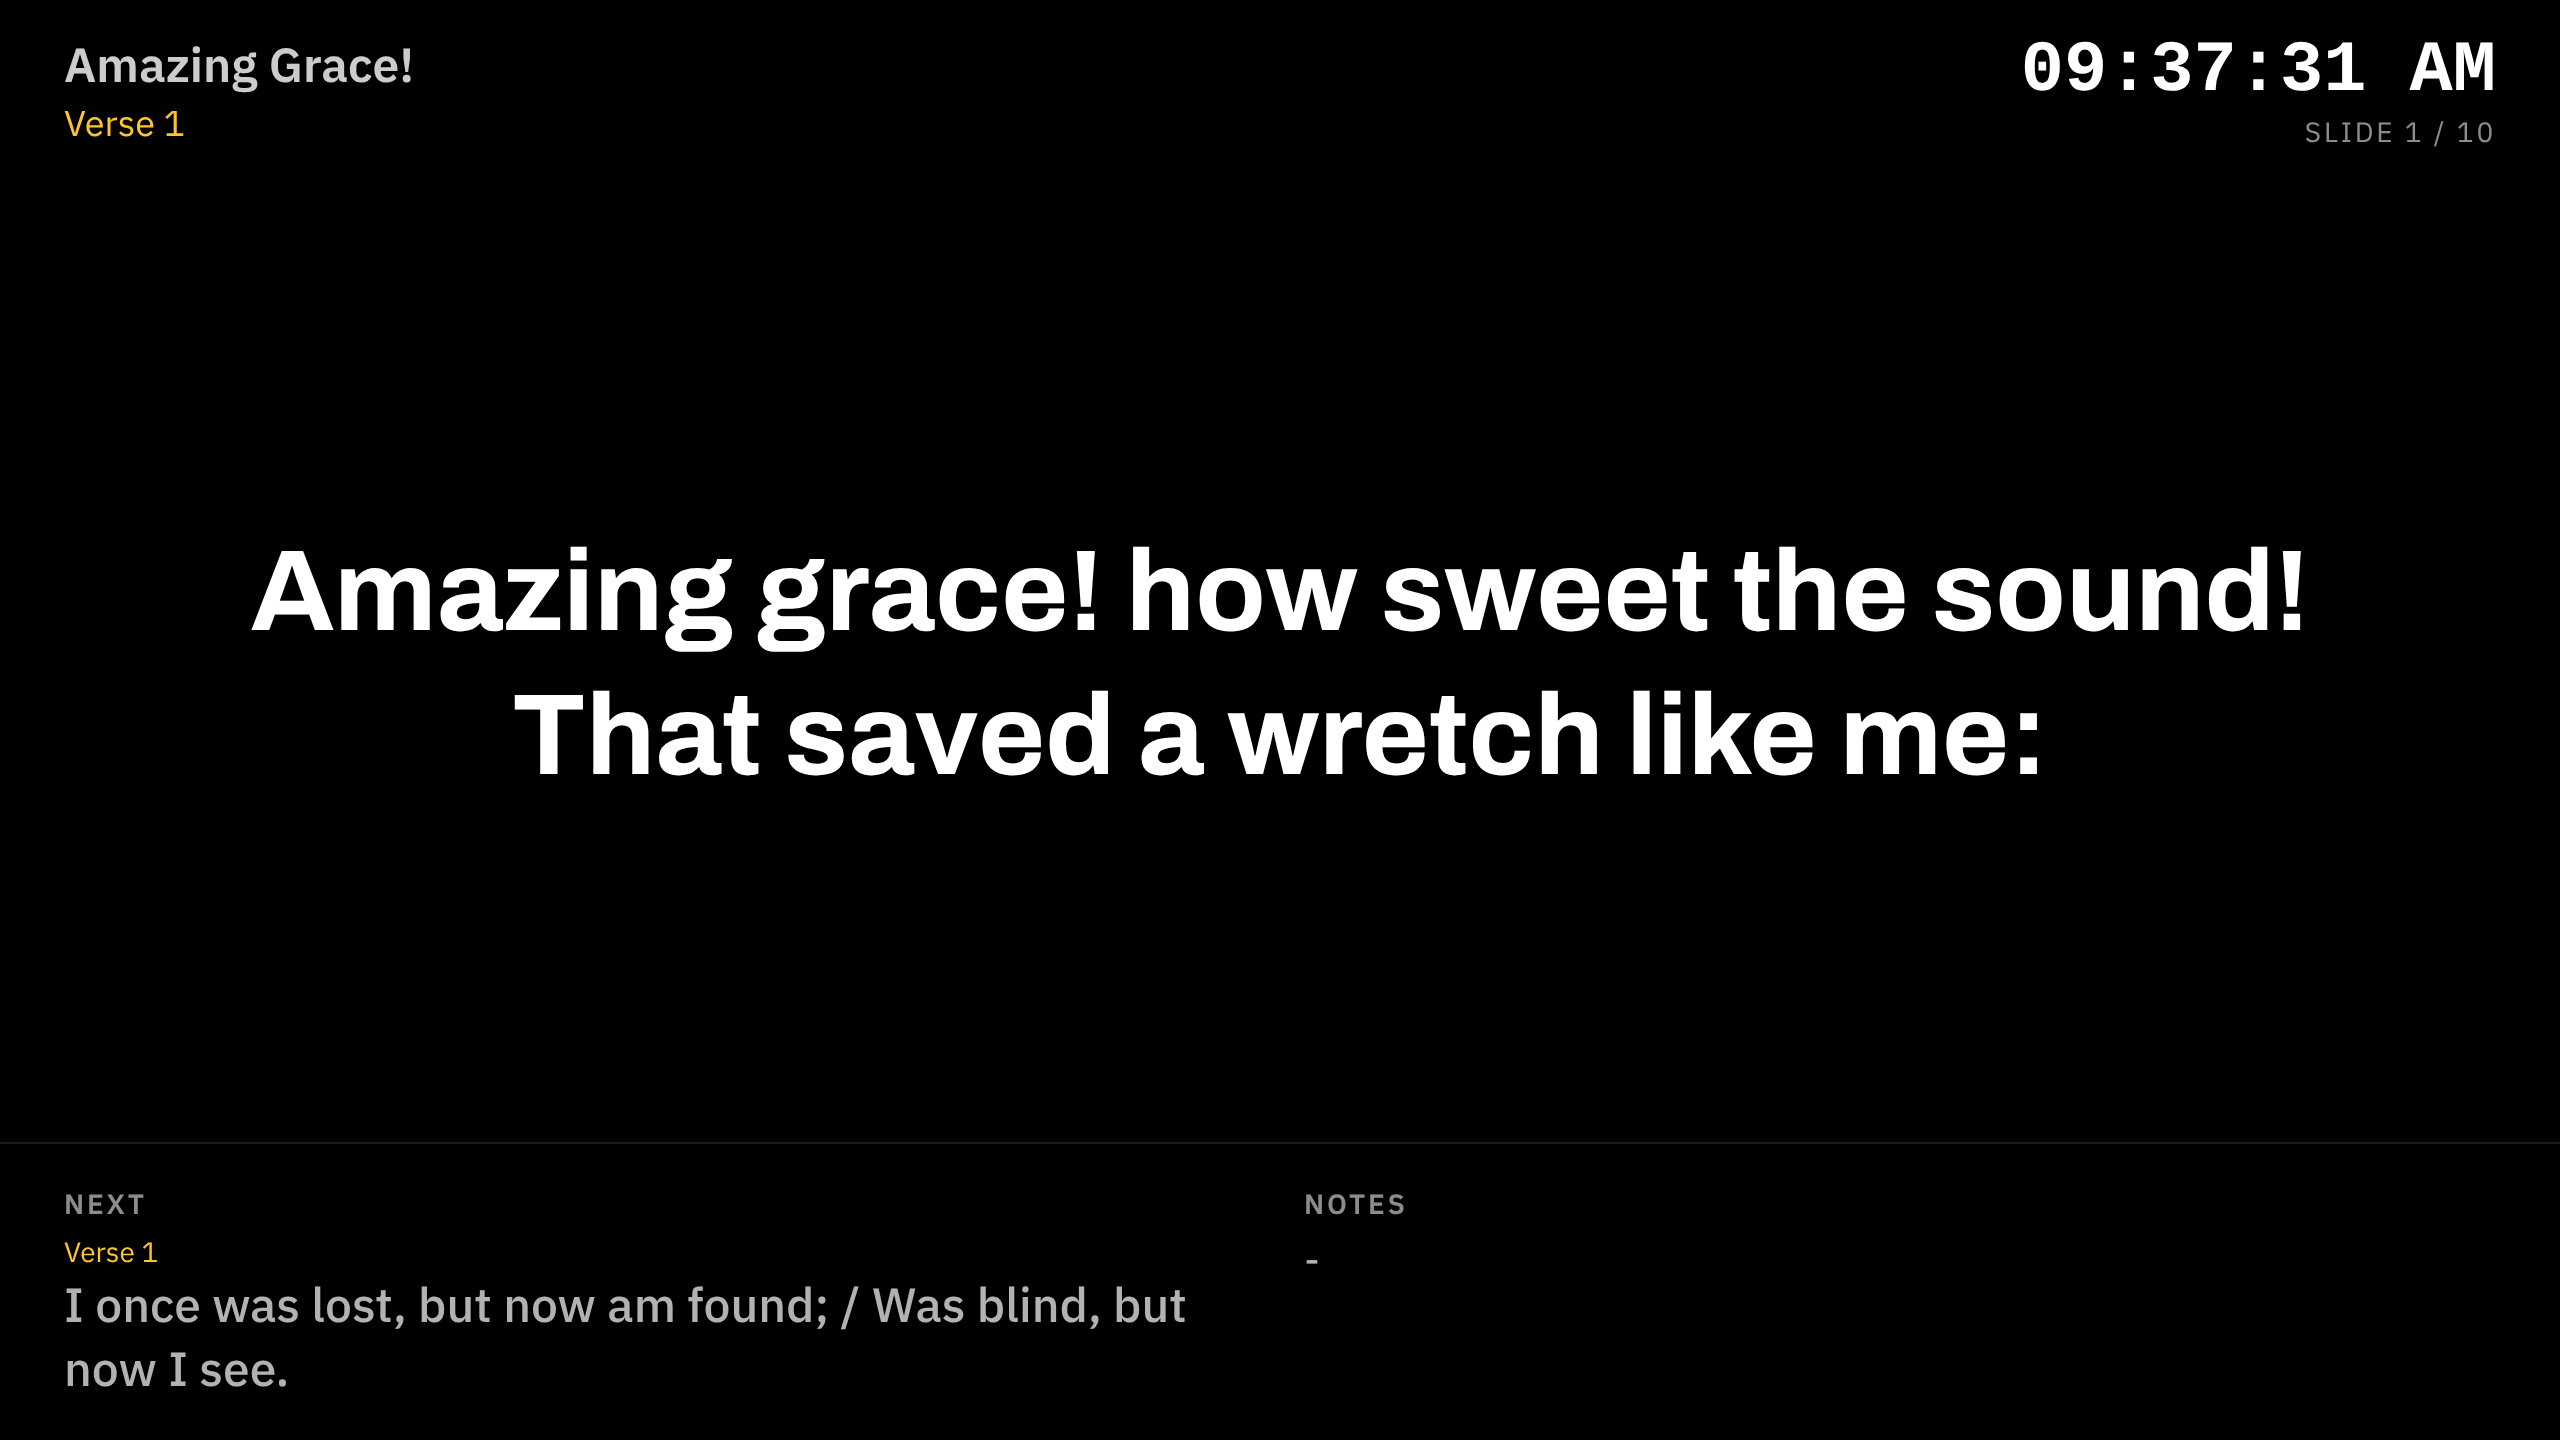 Amazing Grace!
Verse 1
09:37:31 AM
SLIDE 1 / 10
Amazing grace! how sweet the sound!
That saved a wretch like me:
NEXT
Verse 1
I once was lost, but now am found; / Was blind, but
now I see.
NOTES
-